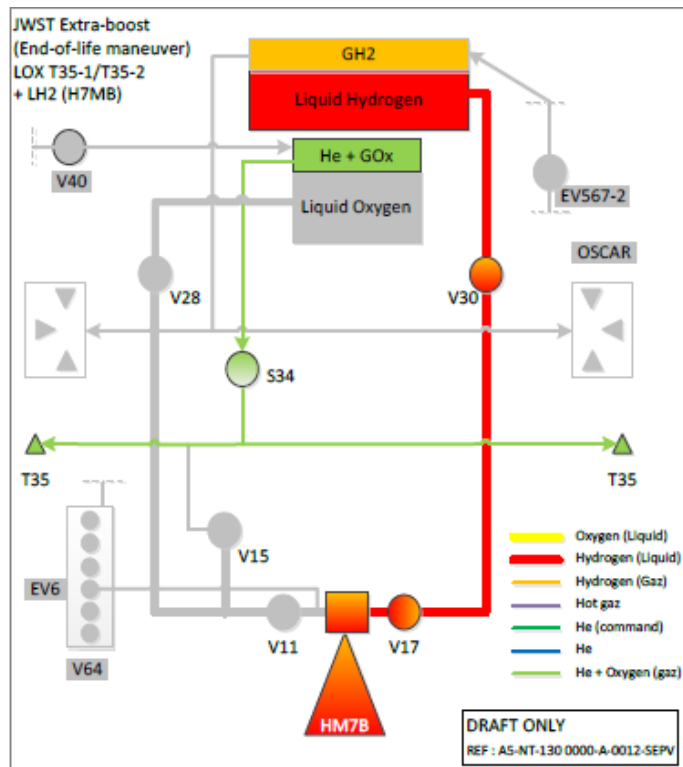 JWST Extra-boost
(End-of-life maneuver)
LOX T35-1/T35-2
+ LH2 (H7MB)
GH2
Liquid Hydrogen
He + GOx
Liquid Oxygen
V40
EV567-2
OSCAR
V28
V30
S34
T35
T35
V15
EV6
V64
V11
V17
HM7B
Oxygen (Liquid)
Hydrogen (Liquid)
Hydrogen (Gaz)
Hot gaz
He (command)
He
He + Oxygen (gaz)
DRAFT ONLY
REF : A5-NT-130 0000-A-0012-SEPV